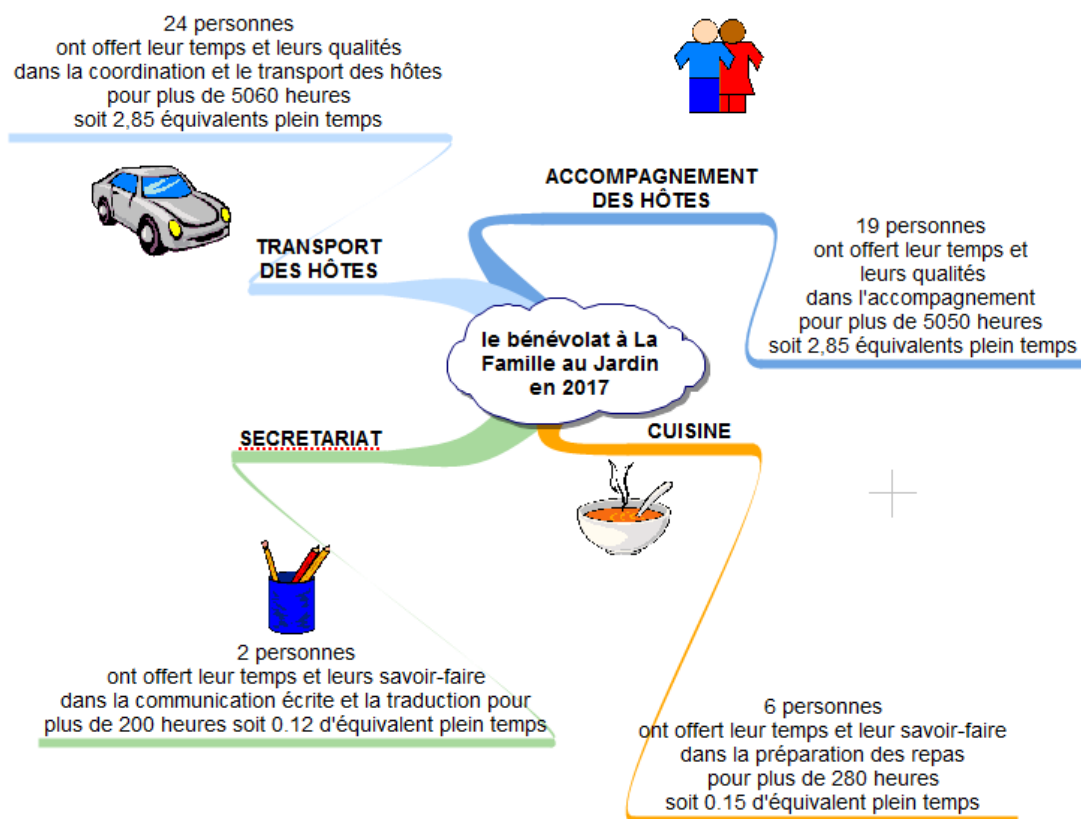 24 personnes
ont offert leur temps et leurs qualités
dans la coordination et le transport des hôtes
pour plus de 5060 heures
soit 2,85 équivalents plein temps
TRANSPORT
DES HÔTES
ACCOMPAGNEMENT
DES HÔTES
19 personnes
ont offert leur temps et
leurs qualités
dans l'accompagnement
pour plus de 5050 heures
soit 2,85 équivalents plein temps
le bénévolat à La
Famille au Jardin
en 2017
SECRETARIAT
2 personnes
ont offert leur temps et leurs savoir-faire
dans la communication écrite et la traduction pour
plus de 200 heures soit 0.12 d'équivalent plein temps
CUISINE
6 personnes
ont offert leur temps et leur savoir-faire
dans la préparation des repas
pour plus de 280 heures
soit 0.15 d'équivalent plein temps